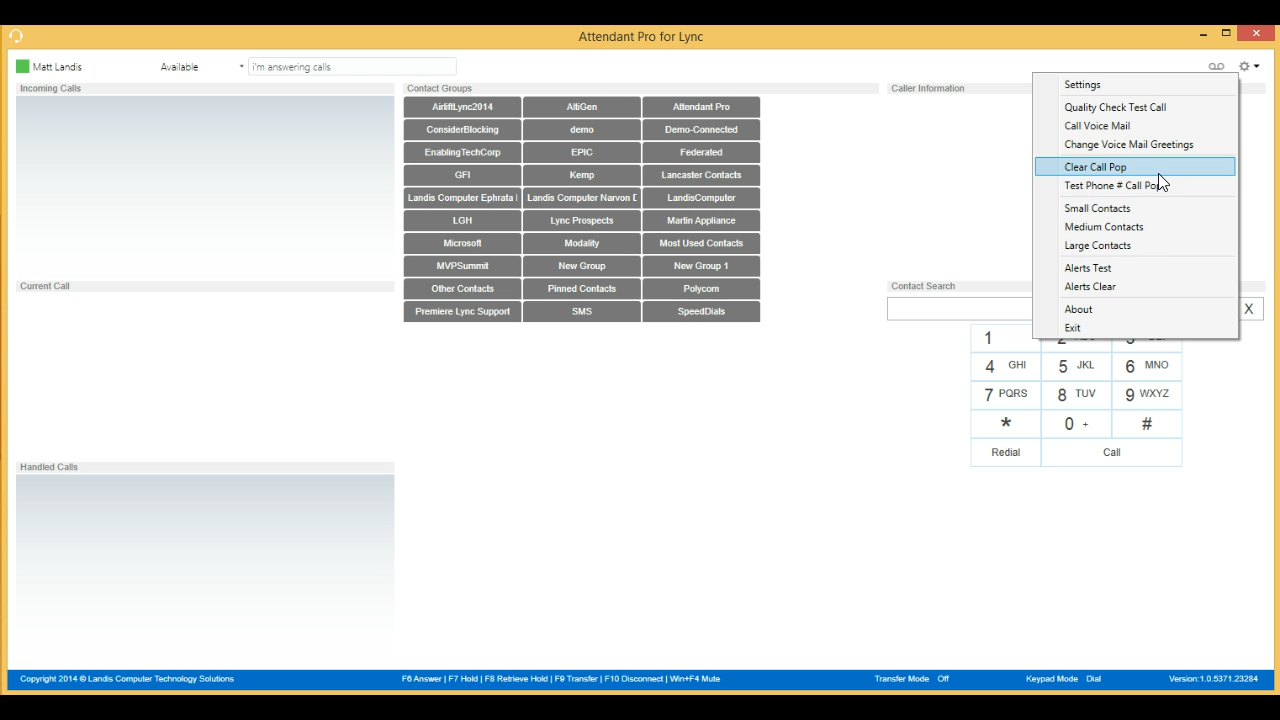 Attendant Pro for Lync
Matt Landis Available i'm answering calls
Incoming Calls
Contact Groups
Caller Information
AirliftLync2014 AltiGen Attendant Pro
ConsiderBlocking demo Demo-Connected
EnablingTechCorp EPIC Federated
GFI Kemp Lancaster Contacts
Landis Computer Ephrata Landis Computer Narvon LandisComputer
LGH Lync Prospects Martin Appliance
Microsoft Modality Most Used Contacts
MVPSummit New Group New Group 1
Other Contacts Pinned Contacts Polycom
Premiere Lync Support SMS SpeedDials
Settings
Quality Check Test Call
Call Voice Mail
Change Voice Mail Greetings
Clear Call Pop
Test Phone # Call Pop
Small Contacts
Medium Contacts
Large Contacts
Alerts Test
Alerts Clear
About
Exit
Current Call
Contact Search
X
1
4 GHI 5 JKL 6 MNO
7 PQRS 8 TUV 9 WXYZ
* 0 + #
Redial Call
Handled Calls
Copyright 2014 © Landis Computer Technology Solutions F6 Answer | F7 Hold | F8 Retrieve Hold | F9 Transfer | F10 Disconnect | Win+F4 Mute Transfer Mode Off Keypad Mode Dial Version:1.0.5371.23284